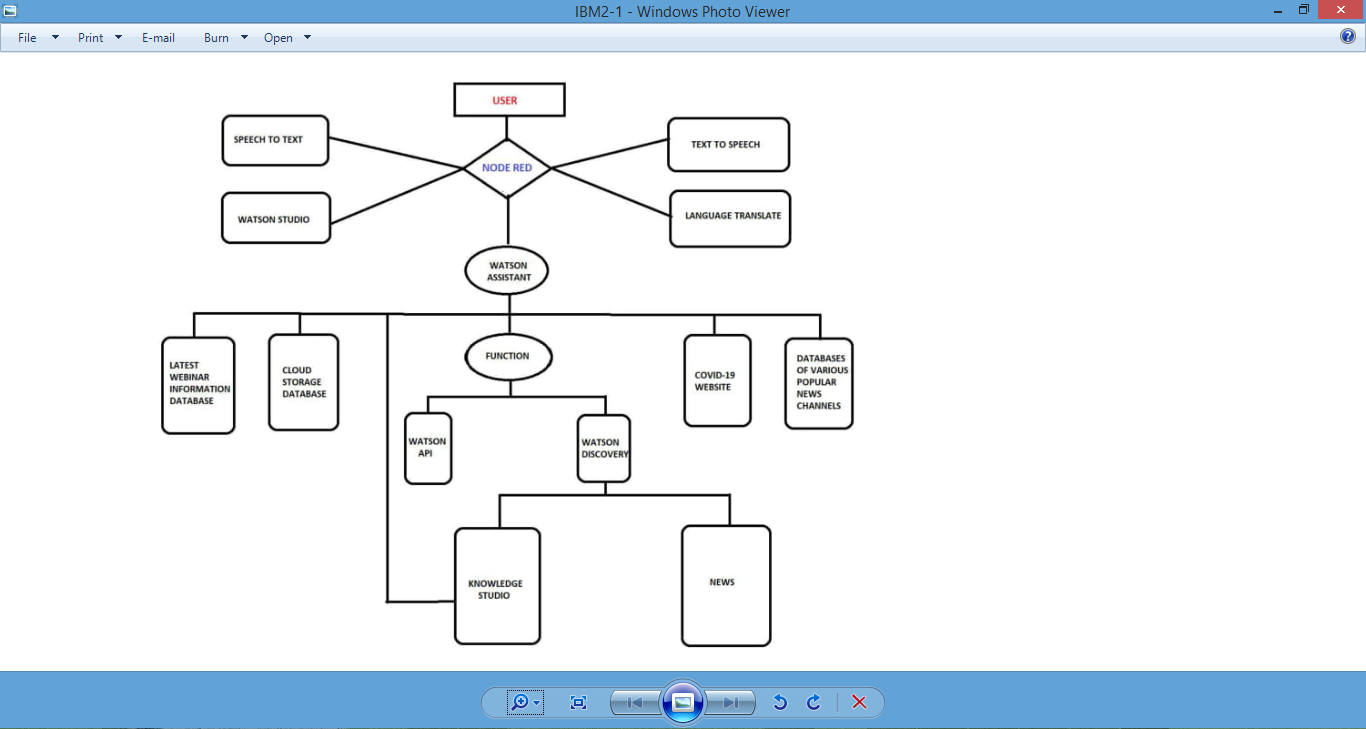 IBM2-1 - Windows Photo Viewer
File Print E-mail Burn Open
USER
SPEECH TO TEXT
NODE RED
TEXT TO SPEECH
WATSON STUDIO
LANGUAGE TRANSLATE
WATSON
ASSISTANT
LATEST
WEBINAR
INFORMATION
DATABASE
CLOUD
STORAGE
DATABASE
FUNCTION
COVID-19
WEBSITE
DATABASES
OF VARIOUS
POPULAR
NEWS
CHANNELS
WATSON
API
WATSON
DISCOVERY
KNOWLEDGE
STUDIO
NEWS